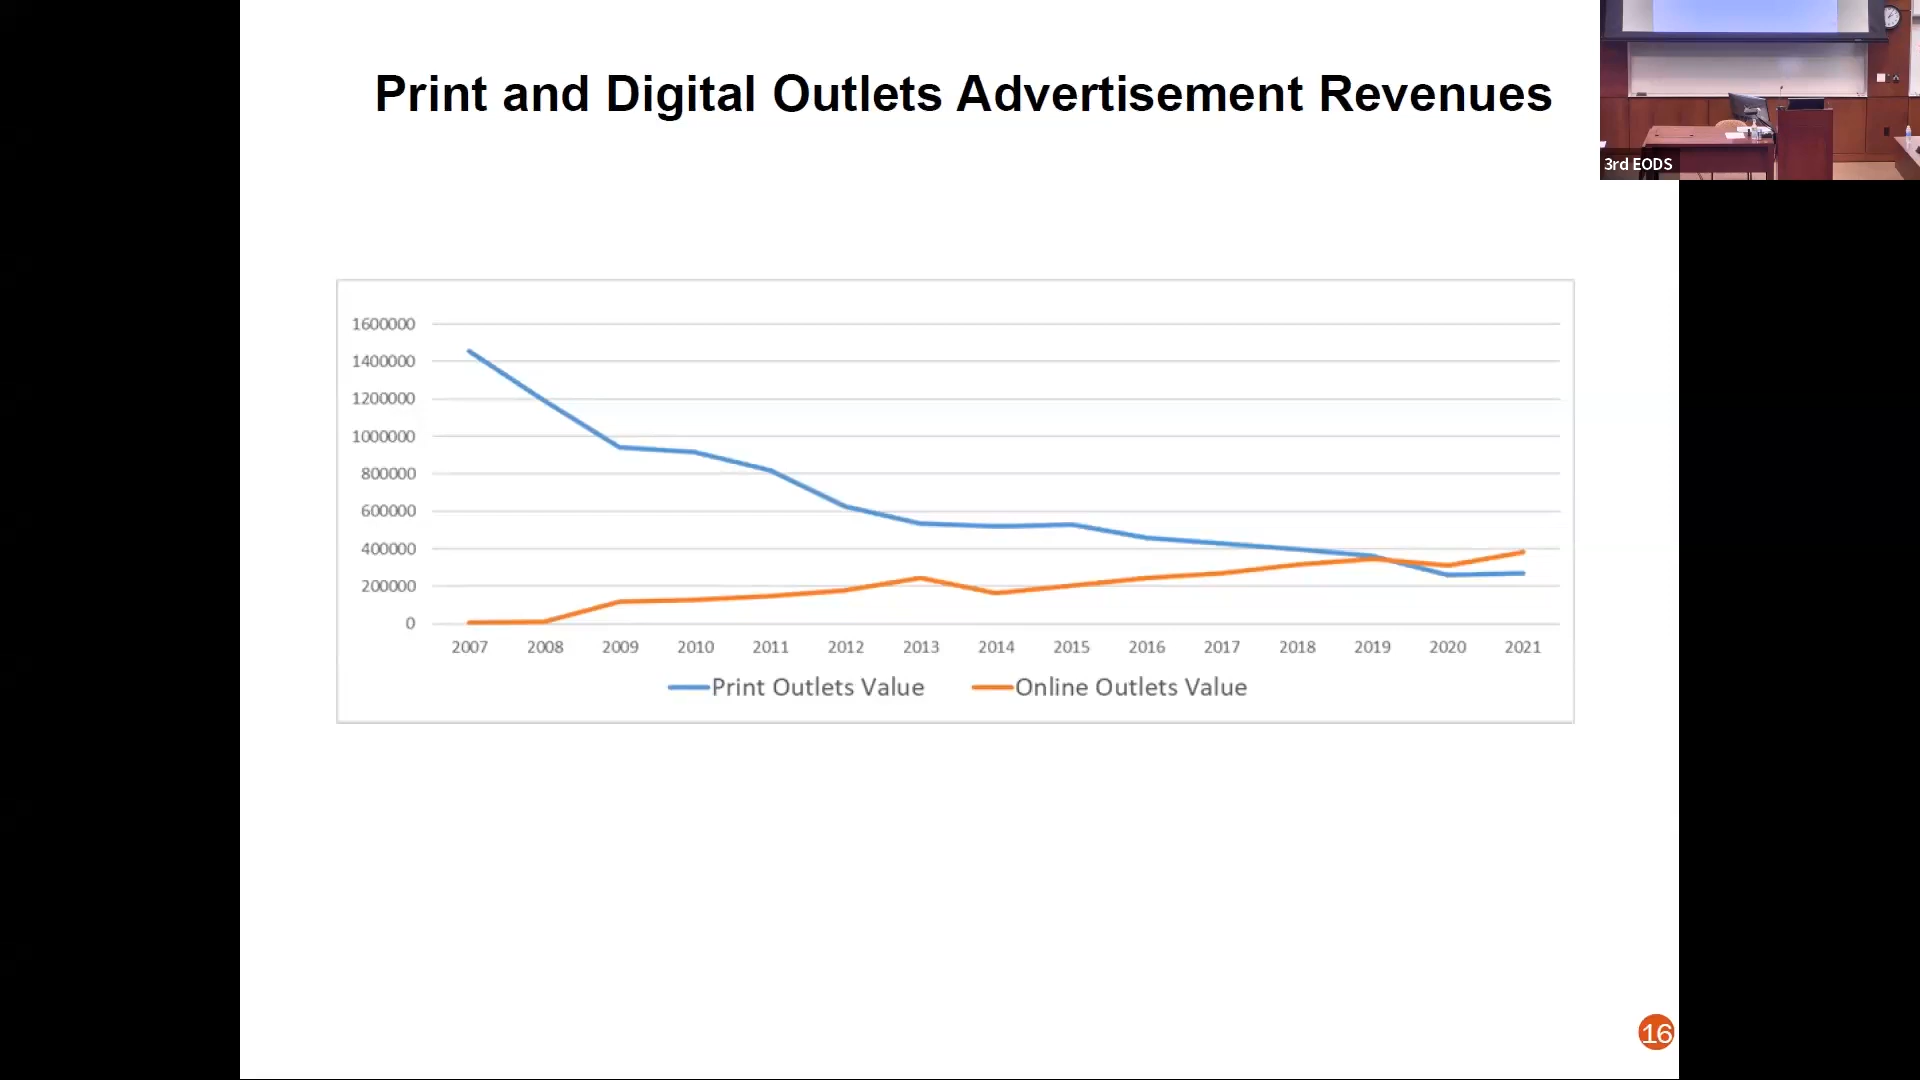 Print and Digital Outlets Advertisement Revenues
3rd EODS
1600000
1400000
1200000
1000000
800000
600000
400000
200000
0
2007 2008 2009 2010 2011 2012 2013 2014 2015 2016 2017 2018 2019 2020 2021
Print Outlets Value Online Outlets Value
16